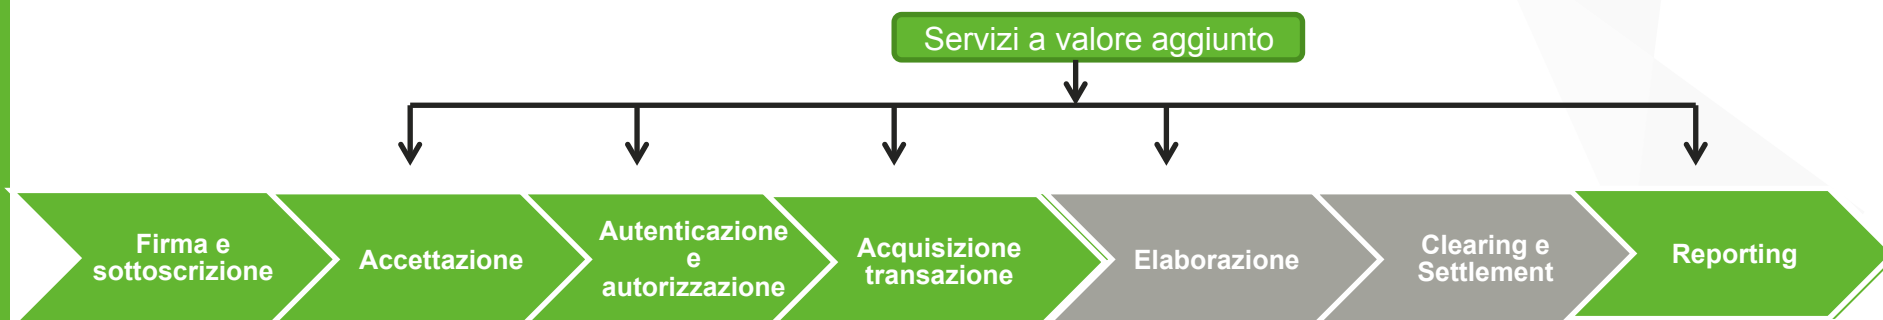 Servizi a valore aggiunto
Firma e
sottoscrizione
Accettazione
Autenticazione
e
autorizzazione
Acquisizione
transazione
Elaborazione
Clearing e
Settlement
Reporting